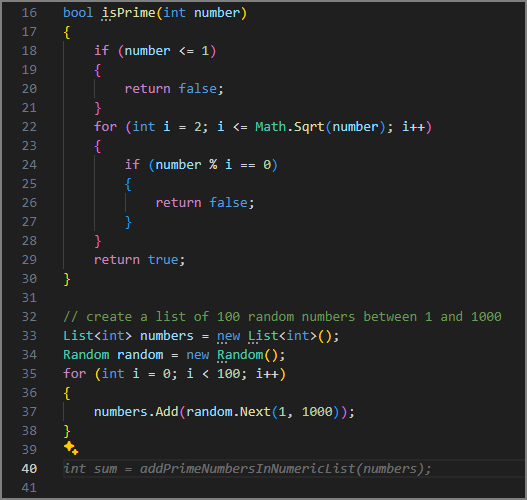 16 bool isPrime(int number)
17 {
18 if (number <= 1)
19 {
20 return false;
21 }
22 for (int i = 2; i <= Math.Sqrt(number); i++)
23 {
24 if (number % i == 0)
25 {
26 return false;
27 }
28 }
29 return true;
30 }
31
32 // create a list of 100 random numbers between 1 and 1000
33 List<int> numbers = new List<int>();
34 Random random = new Random();
35 for (int i = 0; i < 100; i++)
36 {
37 numbers.Add(random.Next(1, 1000));
38 }
39
40 int sum = addPrimeNumbersInNumericList(numbers);
41